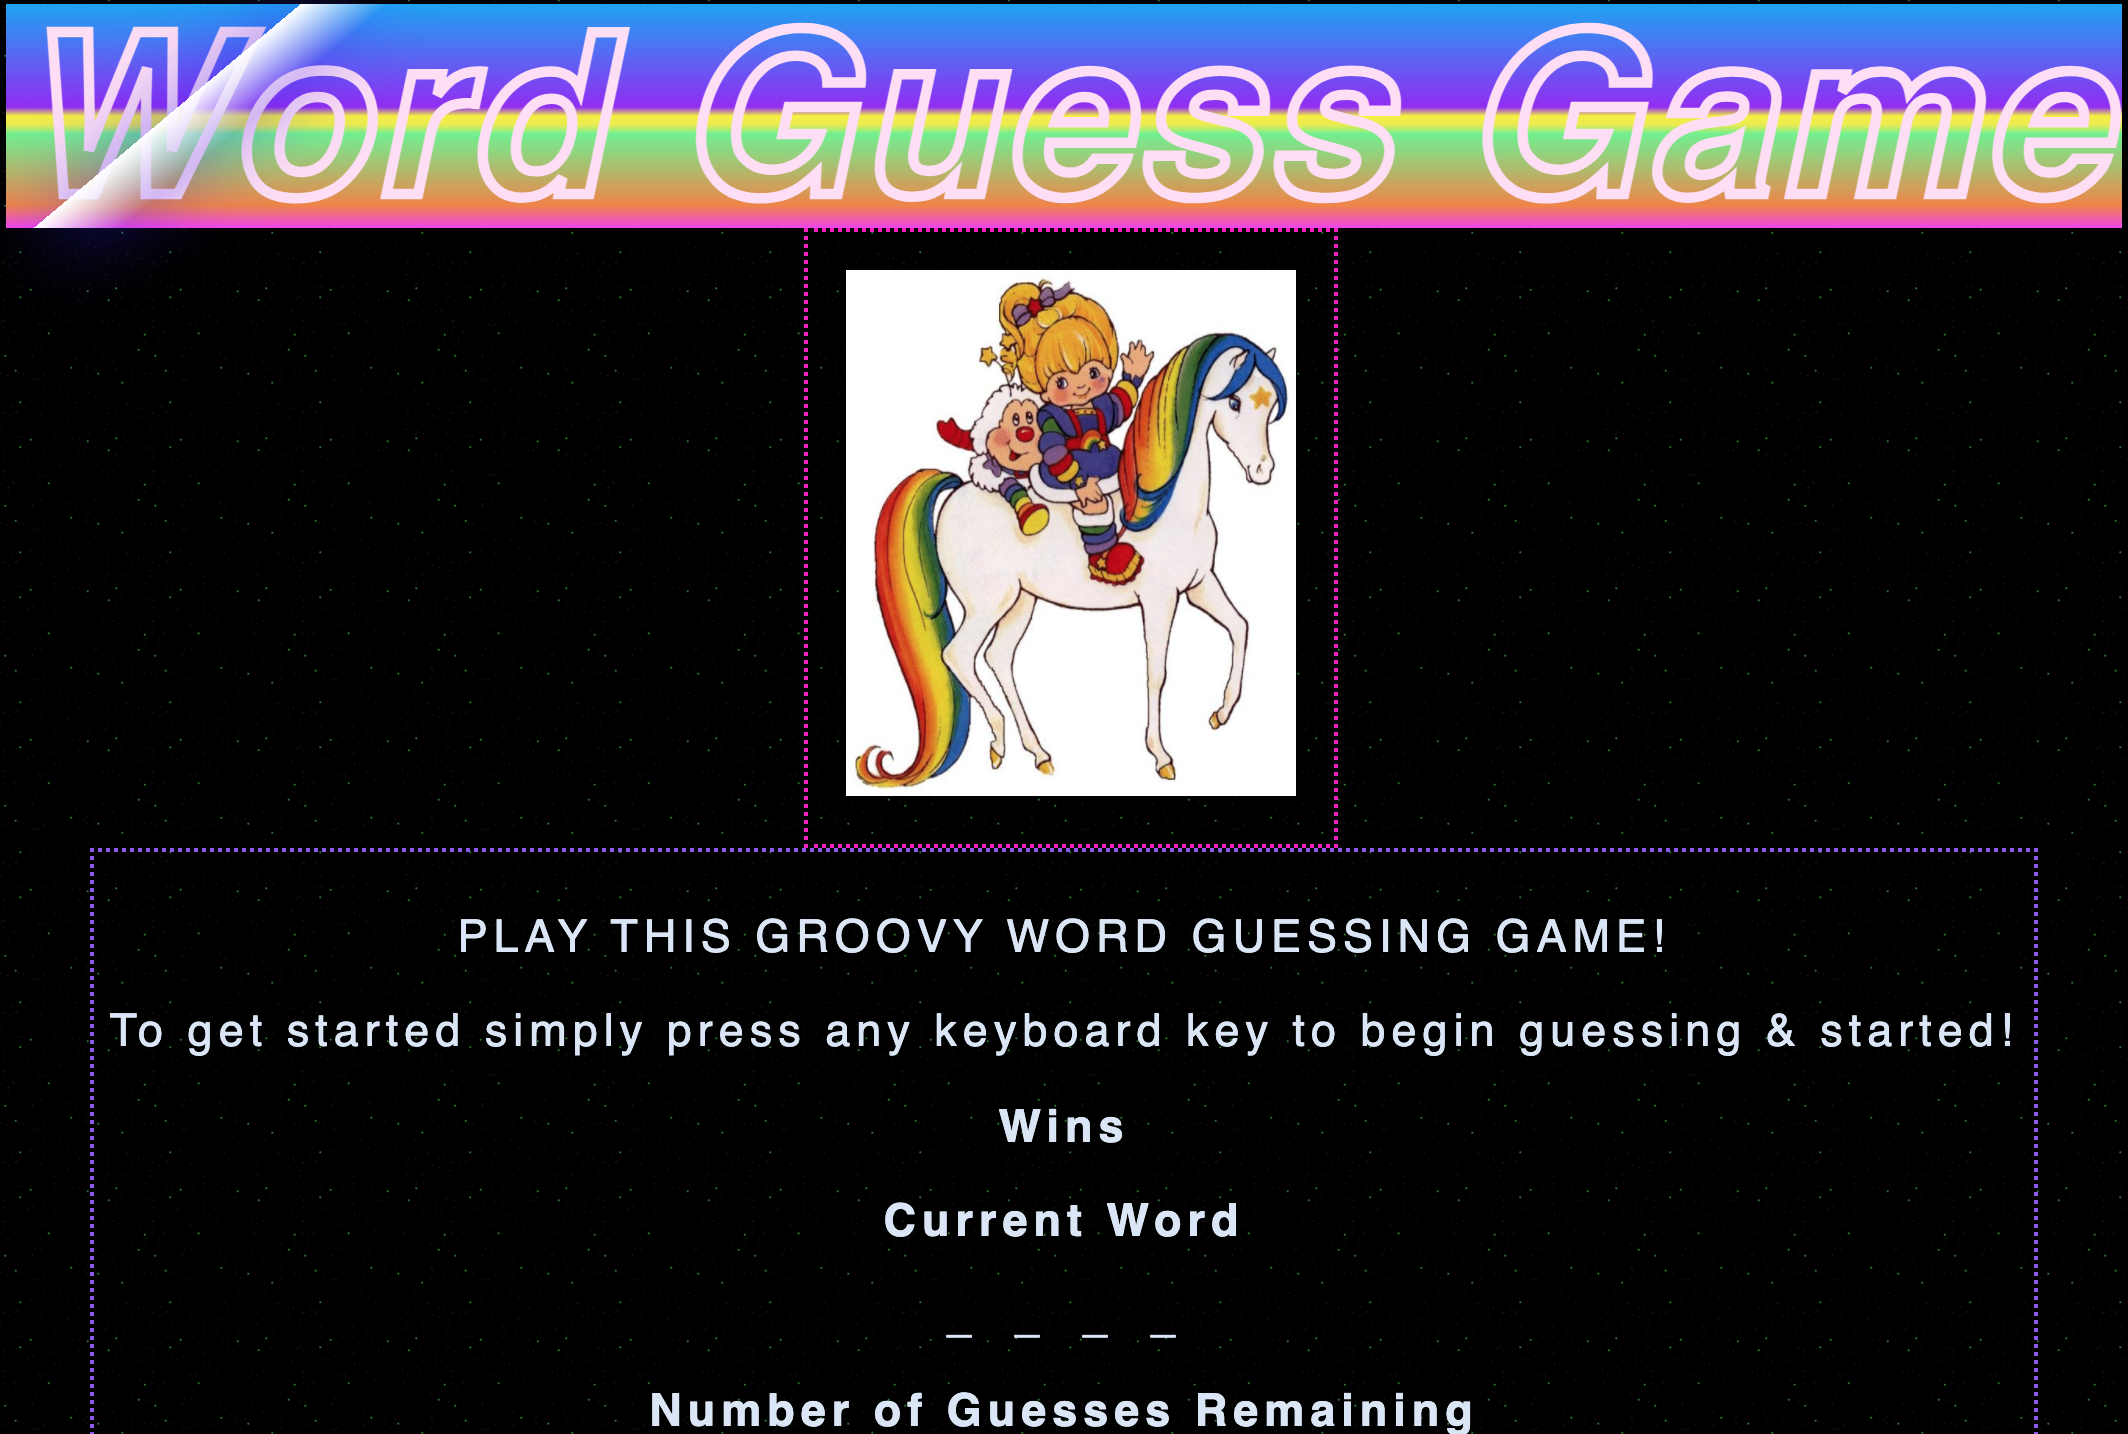 Word Guess Game
PLAY THIS GROOVY WORD GUESSING GAME!
To get started simply press any keyboard key to begin guessing & started!
Wins
Current Word
_ _ _ _
Number of Guesses Remaining